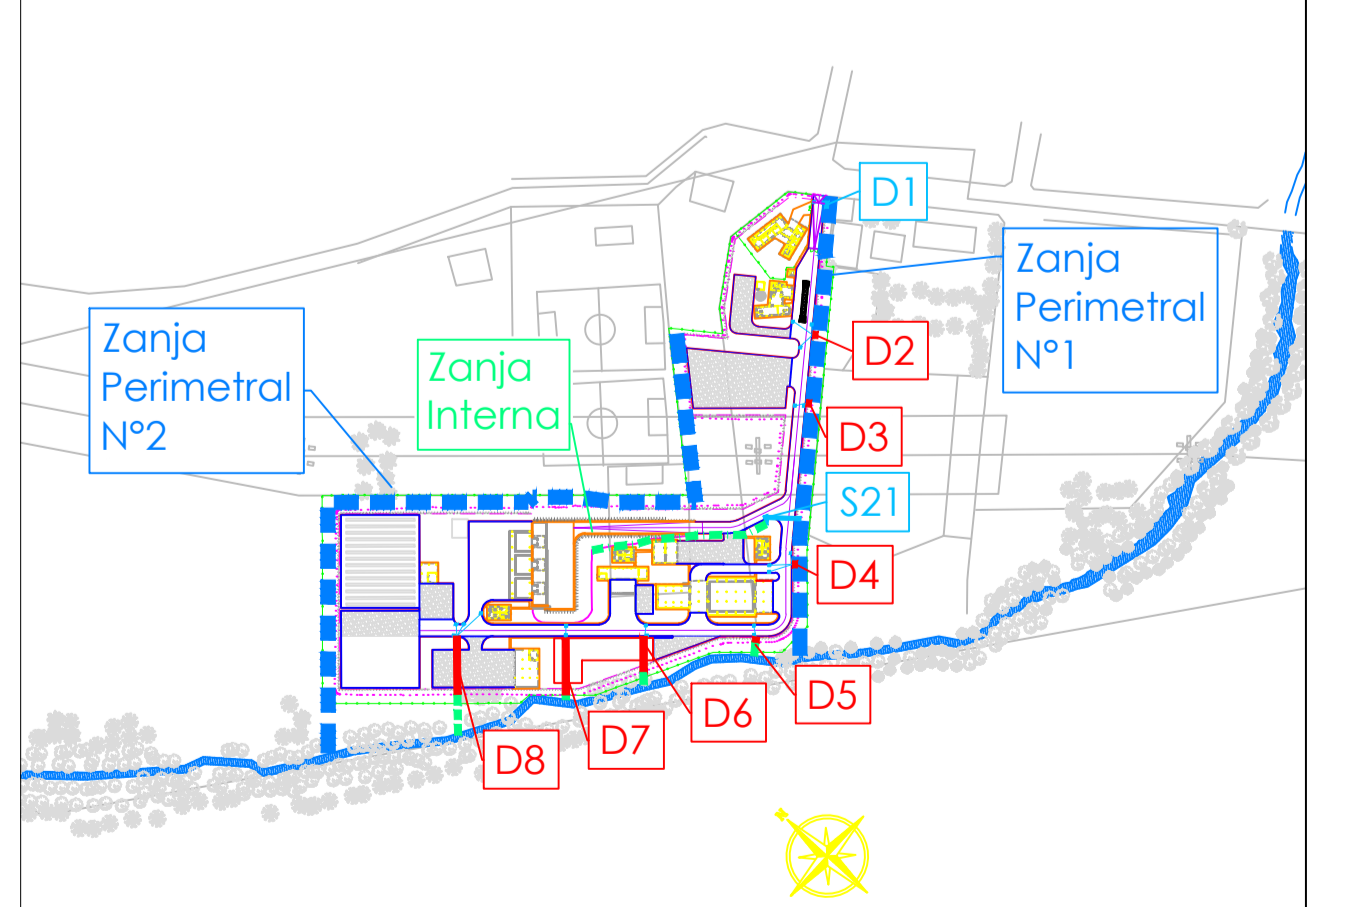 D1
Zanja
Perimetral
N°1
Zanja
Perimetral
N°2
Zanja
Interna
D2
D3
S21
D4
D5
D6
D7
D8
N